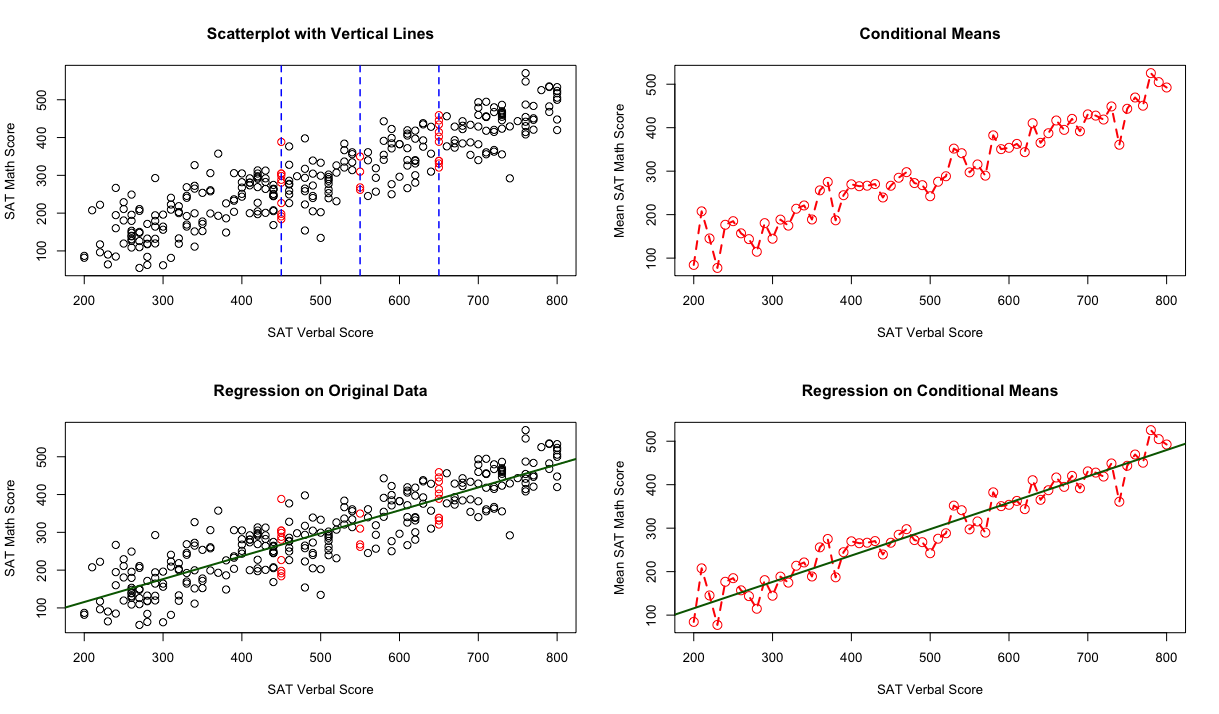 Scatterplot with Vertical Lines
SAT Math Score
500
400
300
200
100
200 300 400 500 600 700 800
SAT Verbal Score
Conditional Means
Mean SAT Math Score
500
400
300
200
100
200 300 400 500 600 700 800
SAT Verbal Score
Regression on Original Data
SAT Math Score
500
400
300
200
100
200 300 400 500 600 700 800
SAT Verbal Score
Regression on Conditional Means
Mean SAT Math Score
500
400
300
200
100
200 300 400 500 600 700 800
SAT Verbal Score